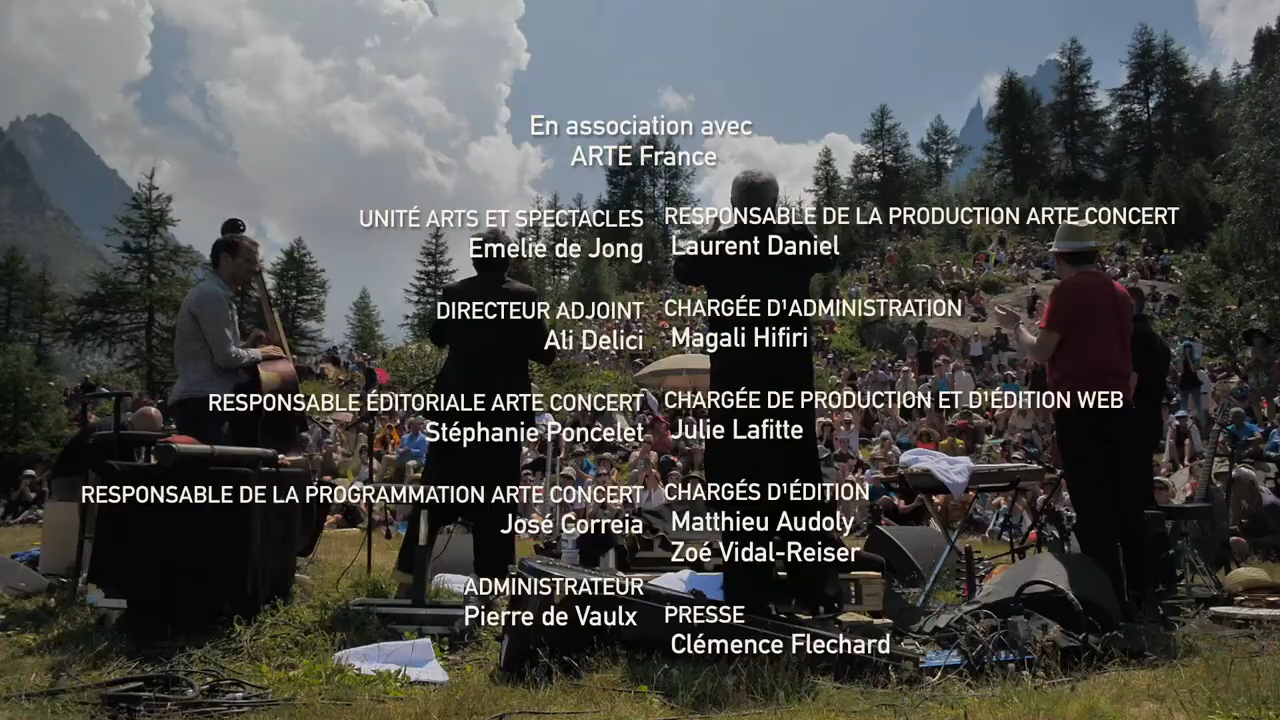 En association avec
ARTE France
UNITÉ ARTS ET SPECTACLES
Emelie de Jong
DIRECTEUR ADJOINT
Ali Delici
RESPONSABLE ÉDITORIALE ARTE CONCERT
Stéphanie Poncelet
RESPONSABLE DE LA PROGRAMMATION ARTE CONCERT
José Correia
ADMINISTRATEUR
Pierre de Vaulx
RESPONSABLE DE LA PRODUCTION ARTE CONCERT
Laurent Daniel
CHARGÉE D'ADMINISTRATION
Magali Hifiri
CHARGÉE DE PRODUCTION ET D'ÉDITION WEB
Julie Lafitte
CHARGÉS D'ÉDITION
Matthieu Audoly
Zoé Vidal-Reiser
PRESSE
Clémence Flechard